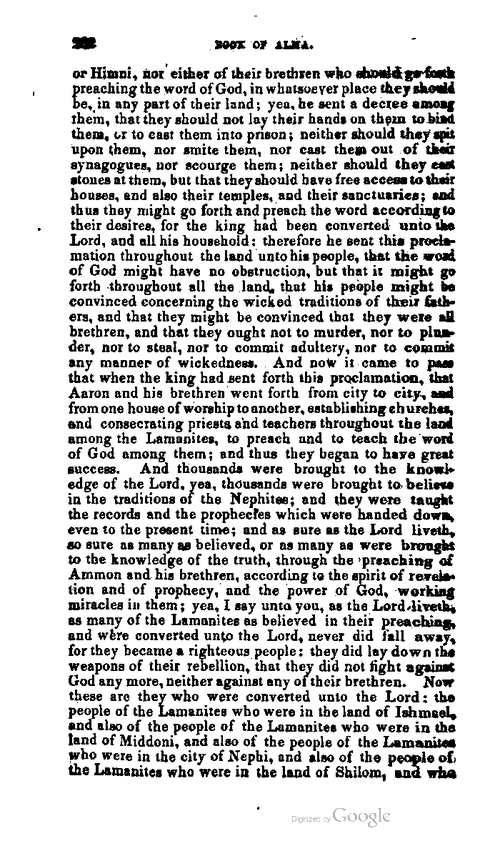 262 BOOK OF ALMA.
or Himni, nor either of their brethren who should go forth
preaching the word of God, in whatsoever place they should
be, in any part of their land; yea, he sent a decree among
them, that they should not lay their hands on them to bind
them, or to cast them into prison; neither should they spit
upon them, nor smite them, nor cast them out of their
synagogues, nor scourge them; neither should they cast
stones at them, but that they should have free access to their
houses, and also their temples, and their sanctuaries; and
thus they might go forth and preach the word according to
their desires, for the king had been converted unto the
Lord, and all his household: therefore he sent this procla-
mation throughout the land unto his people, that the word
of God might have no obstruction, but that it might go
forth throughout all the land, that his people might be
convinced concerning the wicked traditions of their fath-
ers, and that they might be convinced that they were all
brethren, and that they ought not to murder, nor to plun-
der, nor to steal, nor to commit adultery, nor to commit
any manner of wickedness. And now it came to pass
that when the king had sent forth this proclamation, that
Aaron and his brethren went forth from city to city, and
from one house of worship to another, establishing churches,
and consecrating priests and teachers throughout the land
among the Lamanites, to preach and to teach the word
of God among them; and thus they began to have great
success. And thousands were brought to the knowl-
edge of the Lord, yea, thousands were brought to believe
in the traditions of the Nephites; and they were taught
the records and the prophecies which were handed down,
even to the present time; and as sure as the Lord liveth,
so sure as many as believed, or as many as were brought
to the knowledge of the truth, through the preaching of
Ammon and his brethren, according to the spirit of revela-
tion and of prophecy, and the power of God, working
miracles in them; yea, I say unto you, as the Lord liveth,
as many of the Lamanites as believed in their preaching,
and were converted unto the Lord, never did fall away,
for they became a righteous people: they did lay down the
weapons of their rebellion, that they did not fight against
God any more, neither against any of their brethren. Now
these are they who were converted unto the Lord: the
people of the Lamanites who were in the land of Ishmael,
and also of the people of the Lamanites who were in the
land of Middoni, and also of the people of the Lamanites
who were in the city of Nephi, and also of the people of
the Lamanites who were in the land of Shilom, and who
Digitized by Google